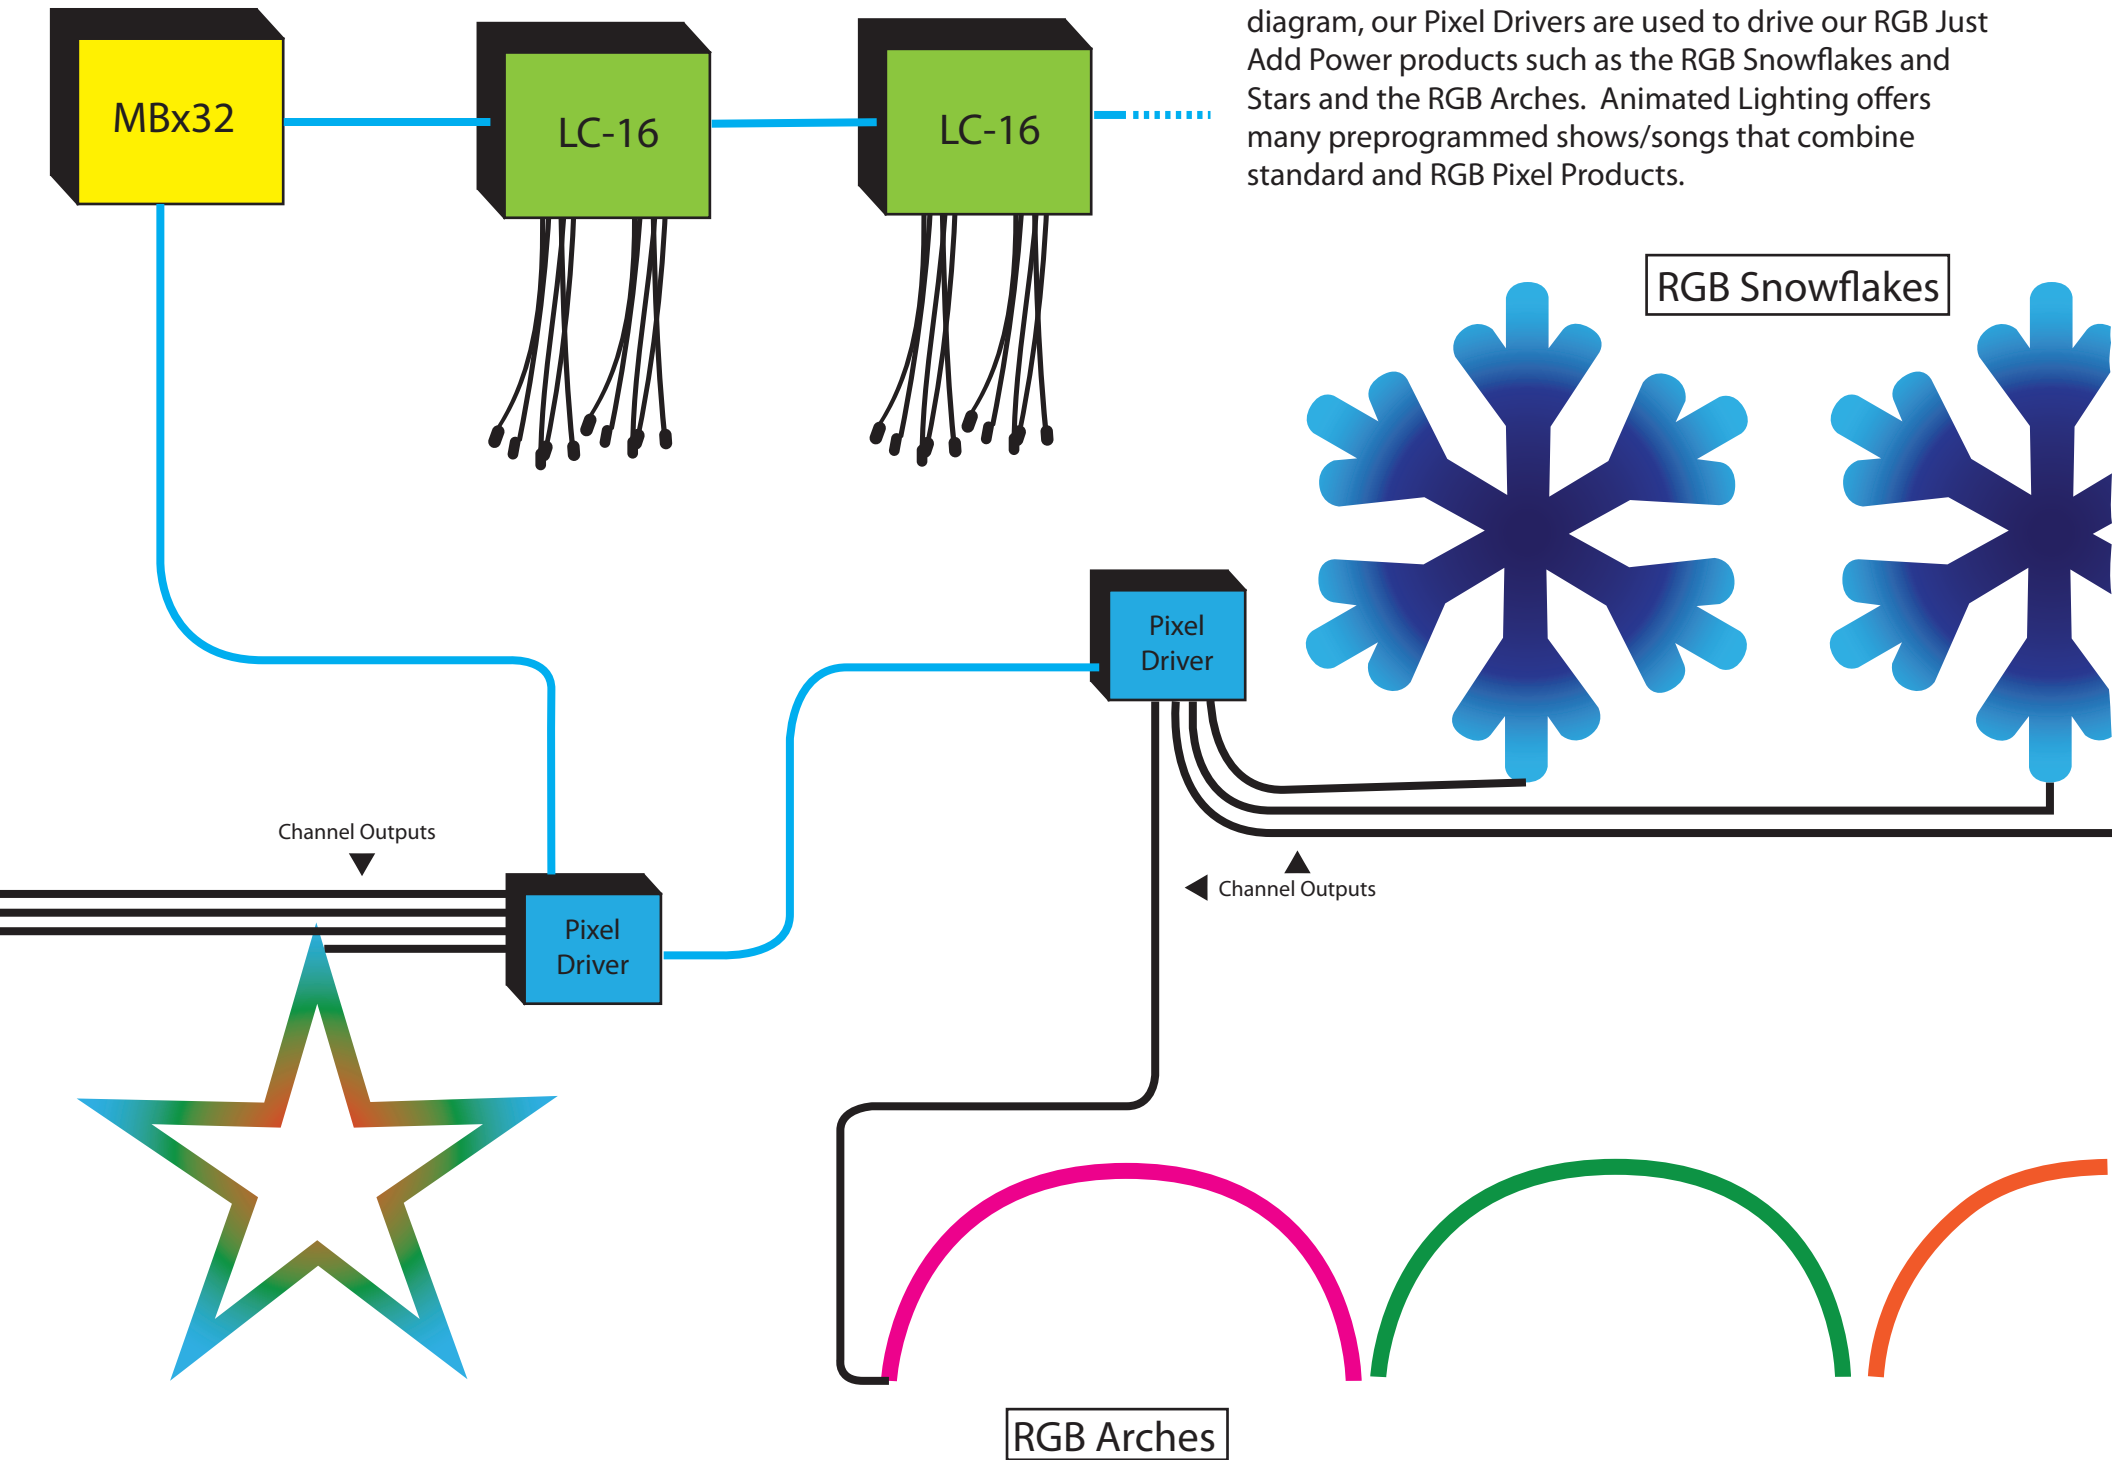 diagram, our Pixel Drivers are used to drive our RGB Just
Add Power products such as the RGB Snowflakes and
Stars and the RGB Arches.  Animated Lighting offers
many preprogrammed shows/songs that combine
standard and RGB Pixel Products.
MBx32
LC-16
LC-16
RGB Snowflakes
Pixel
Driver
Channel Outputs
Channel Outputs
Pixel
Driver
RGB Arches